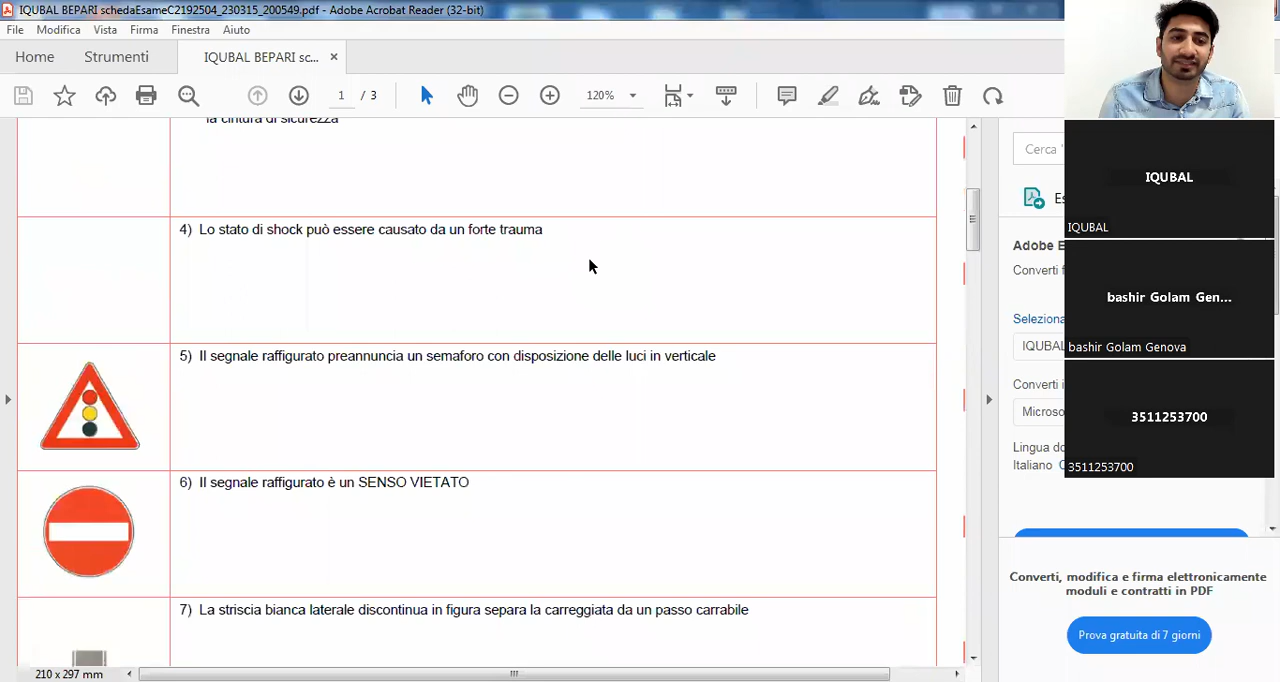 IQUBAL BEPARI schedaEsameC2192504_230315_200549.pdf - Adobe Acrobat Reader (32-bit)
File Modifica Vista Firma Finestra Aiuto
Home Strumenti IQUBAL BEPARI sc... ×
1 / 3 120%
la cintura di sicurezza
4) Lo stato di shock può essere causato da un forte trauma
5) Il segnale raffigurato preannuncia un semaforo con disposizione delle luci in verticale
6) Il segnale raffigurato è un SENSO VIETATO
7) La striscia bianca laterale discontinua in figura separa la carreggiata da un passo carrabile
210 x 297 mm
Cerca
Es
Adobe E
Converti f
Seleziona
IQUBAL
Converti i
Microso
Lingua do
Italiano
Converti, modifica e firma elettronicamente
moduli e contratti in PDF
Prova gratuita di 7 giorni
IQUBAL
IQUBAL
bashir Golam Gen...
bashir Golam Genova
3511253700
3511253700